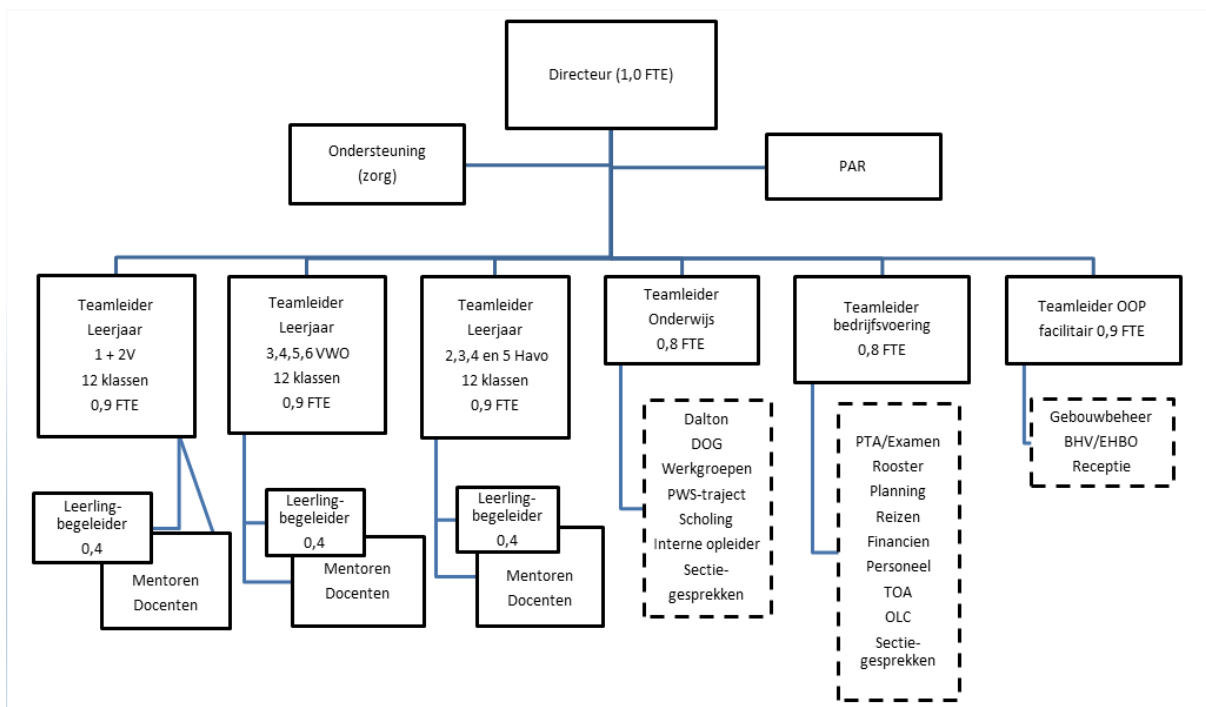 Directeur (1,0 FTE)
Ondersteuning
(zorg)
PAR
Teamleider
Leerjaar
1 + 2V
12 klassen
0,9 FTE
Teamleider
Leerjaar
3,4,5,6 VWO
12 klassen
0,9 FTE
Teamleider
Leerjaar
2,3,4 en 5 Havo
12 klassen
0,9 FTE
Teamleider
Onderwijs
0,8 FTE
Teamleider
bedrijfsvoering
0,8 FTE
Teamleider OOP
facilitair 0,9 FTE
Leerling-
begeleider
0,4
Mentoren
Docenten
Leerling-
begeleider
0,4
Mentoren
Docenten
Leerling-
begeleider
0,4
Mentoren
Docenten
Dalton
DOG
Werkgroepen
PWS-traject
Scholing
Interne opleider
Sectie-
gesprekken
PTA/Examen
Rooster
Planning
Reizen
Financien
Personeel
TOA
OLC
Sectie-
gesprekken
Gebouwbeheer
BHV/EHBO
Receptie